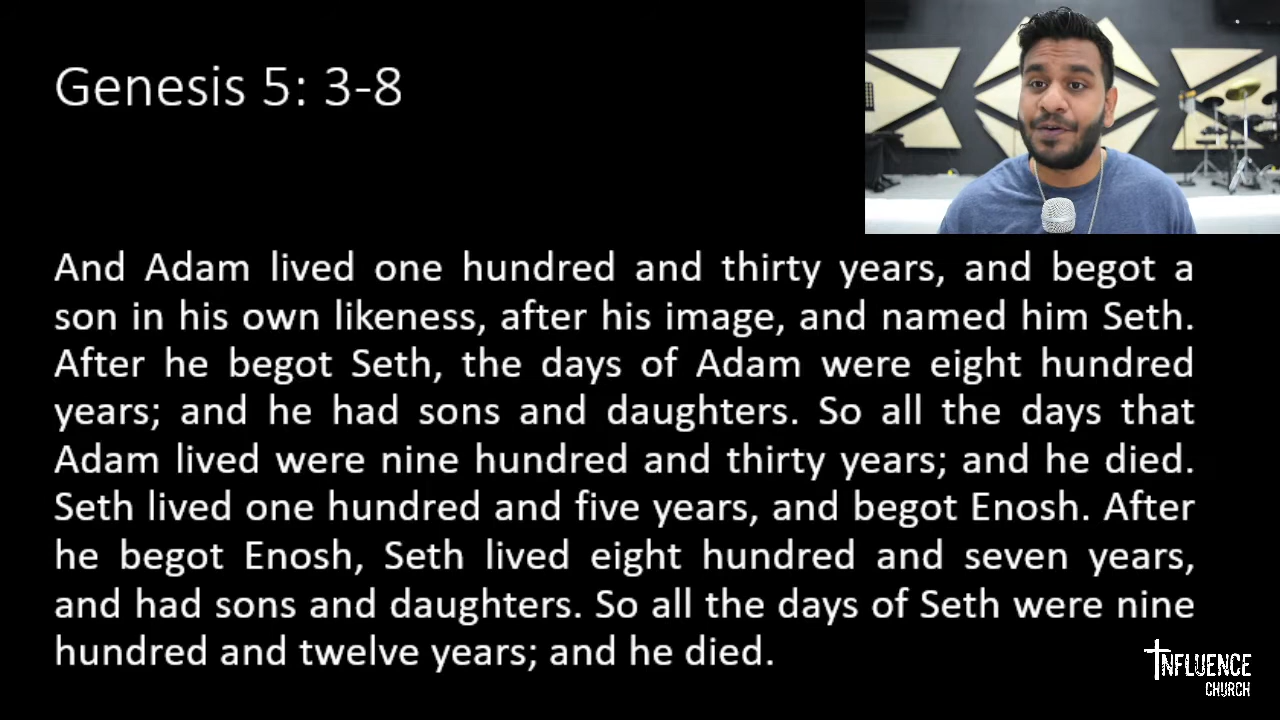 Genesis 5: 3-8
And Adam lived one hundred and thirty years, and begot a
son in his own likeness, after his image, and named him Seth.
After he begot Seth, the days of Adam were eight hundred
years; and he had sons and daughters. So all the days that
Adam lived were nine hundred and thirty years; and he died.
Seth lived one hundred and five years, and begot Enosh. After
he begot Enosh, Seth lived eight hundred and seven years,
and had sons and daughters. So all the days of Seth were nine
hundred and twelve years; and he died.
INFLUENCE
CHURCH